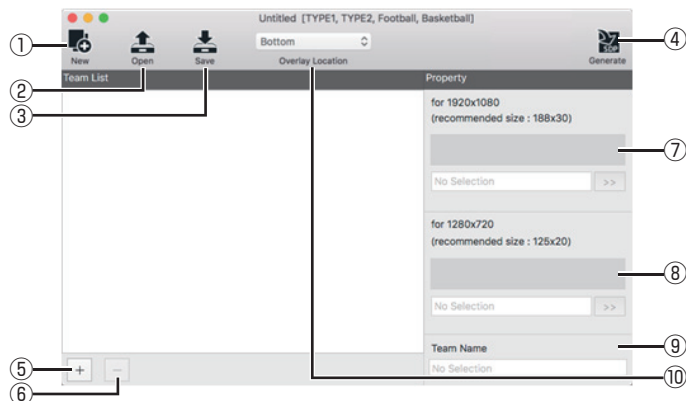 Untitled [TYPE1, TYPE2, Football, Basketball]
①
New
Open
Save
Bottom
Overlay Location
SDP
Generate
④
②
③
Team List
Property
for 1920x1080
(recommended size : 188x30)
⑦
No Selection
>>
for 1280x720
(recommended size : 125x20)
⑧
No Selection
>>
Team Name
⑨
No Selection
⑤
+
−
⑥
⑩